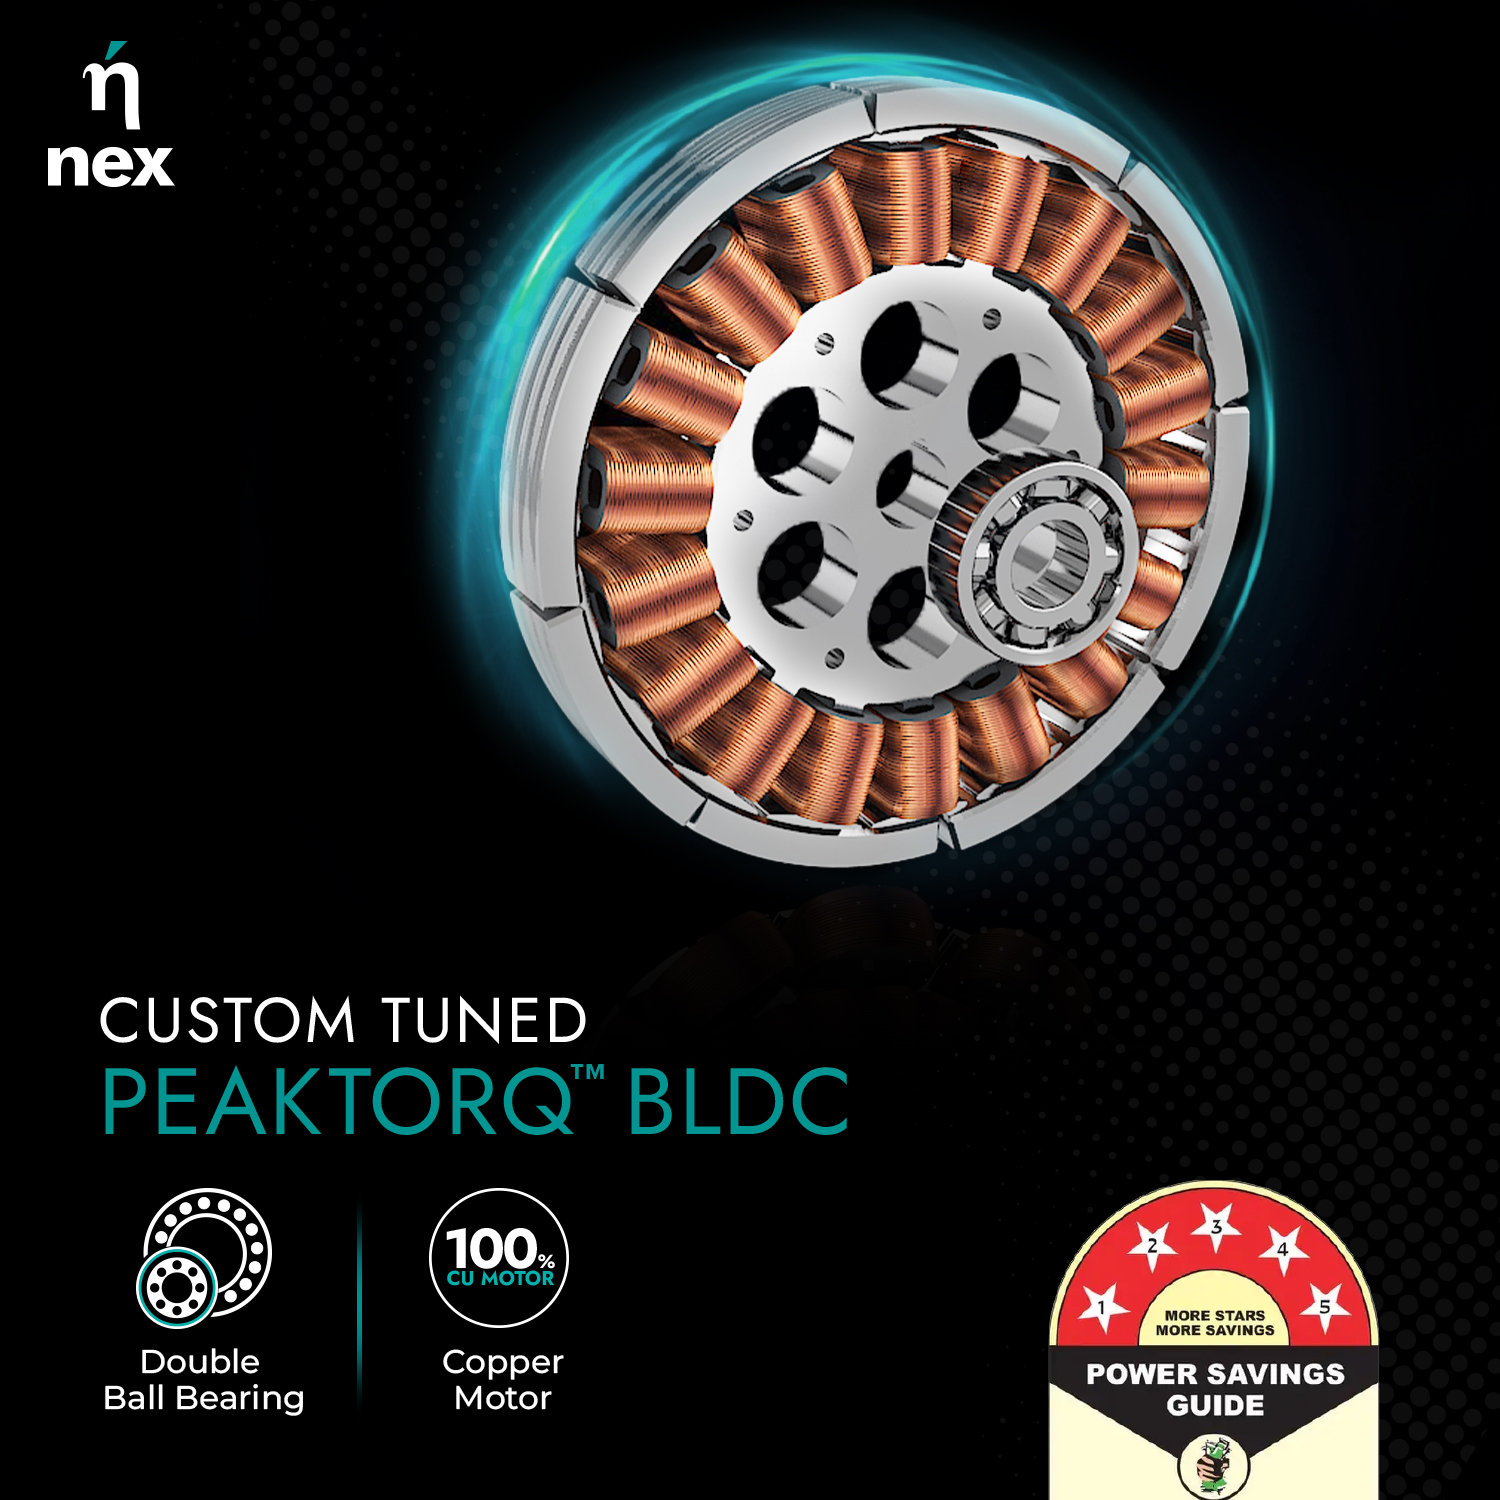 ή
nex
CUSTOM TUNED
PEAKTORQ™ BLDC
100%
CU MOTOR
Double
Ball Bearing
Copper
Motor
1 2 3 4 5
MORE STARS
MORE SAVINGS
POWER SAVINGS
GUIDE